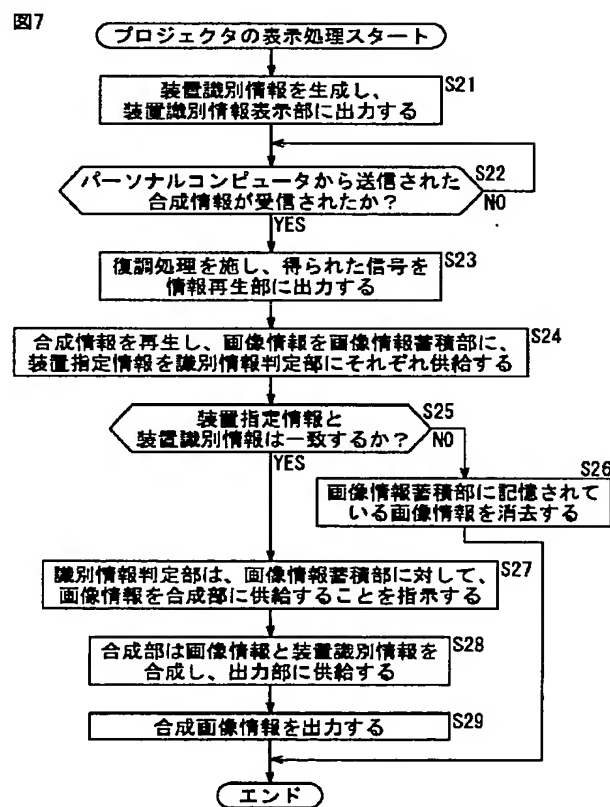 図7
プロジェクタの表示処理スタート
装置識別情報を生成し、
装置識別情報表示部に出力する
S21
パーソナルコンピュータから送信された
合成情報が受信されたか？
S22
NO
YES
復調処理を施し、得られた信号を
情報再生部に出力する
S23
合成情報を再生し、画像情報を画像情報蓄積部に、
装置指定情報を識別情報判定部にそれぞれ供給する
S24
装置指定情報と
装置識別情報は一致するか？
S25
NO
YES
S26
画像情報蓄積部に記憶されて
いる画像情報を消去する
識別情報判定部は、画像情報蓄積部に対して、
画像情報を合成部に供給することを指示する
S27
合成部は画像情報と装置識別情報を
合成し、出力部に供給する
S28
合成画像情報を出力する
S29
エンド